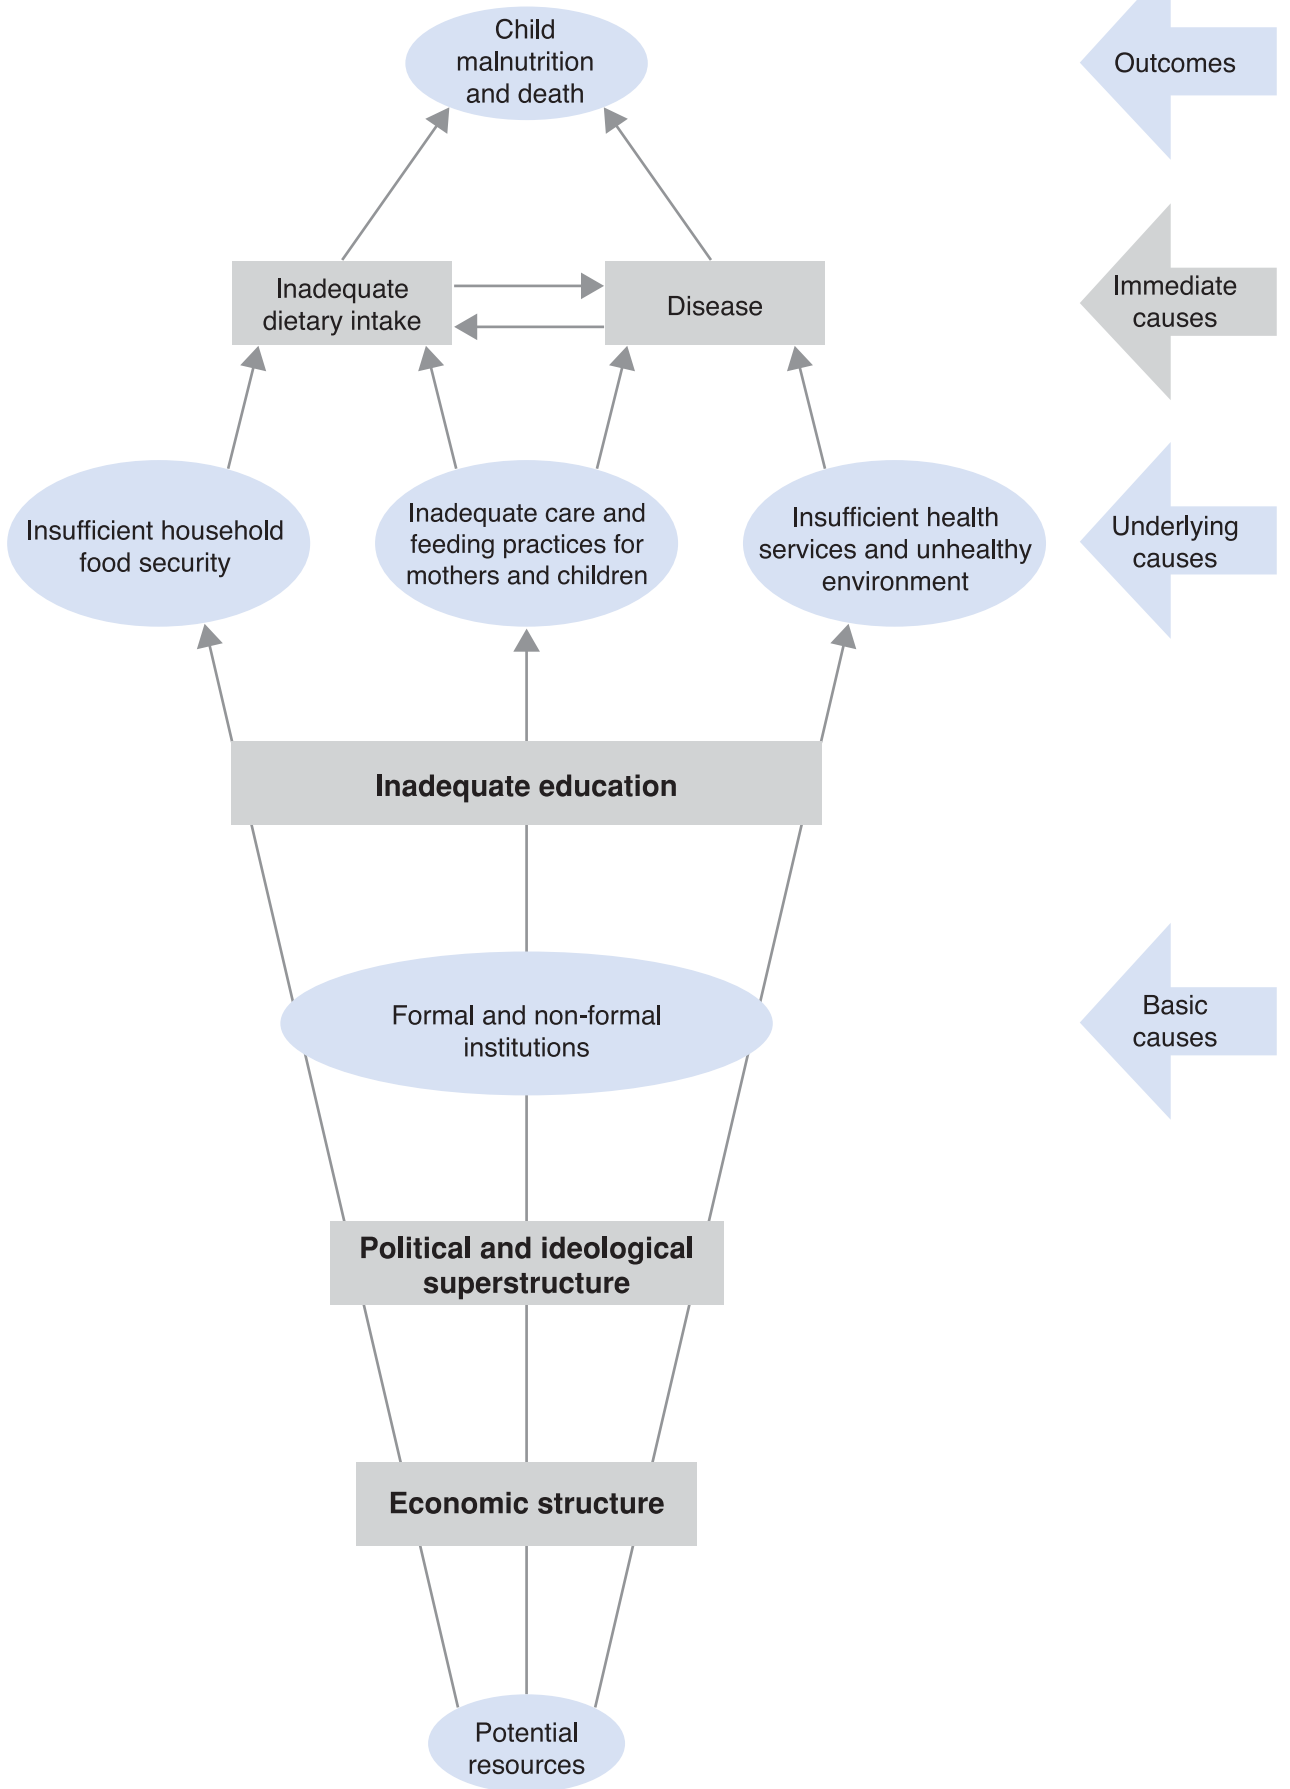 Child
malnutrition
and death
Outcomes
Inadequate
dietary intake
Disease
Immediate
causes
Insufficient household
food security
Inadequate care and
feeding practices for
mothers and children
Insufficient health
services and unhealthy
environment
Underlying
causes
Inadequate education
Formal and non-formal
institutions
Basic
causes
Political and ideological
superstructure
Economic structure
Potential
resources